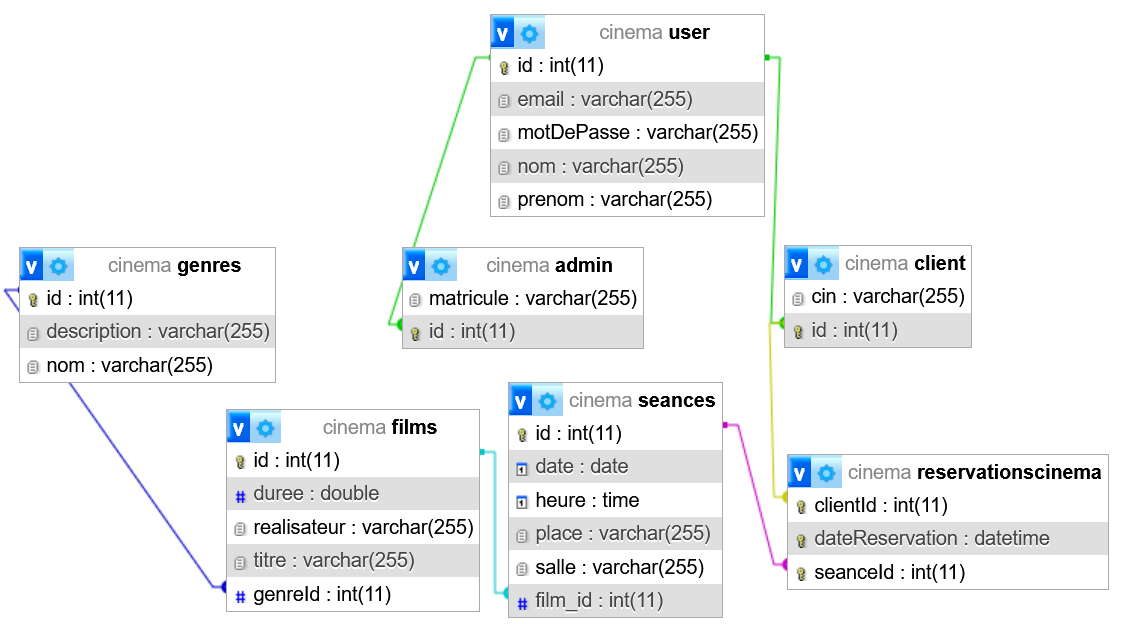 v cinema user
id : int(11)
email : varchar(255)
motDePasse : varchar(255)
nom : varchar(255)
prenom : varchar(255)
v cinema genres
id : int(11)
description : varchar(255)
nom : varchar(255)
v cinema admin
matricule : varchar(255)
id : int(11)
v cinema client
cin : varchar(255)
id : int(11)
v cinema films
id : int(11)
# duree : double
realisateur : varchar(255)
titre : varchar(255)
# genreId : int(11)
v cinema seances
id : int(11)
1 date : date
1 heure : time
place : varchar(255)
salle : varchar(255)
# film_id : int(11)
v cinema reservationscinema
clientId : int(11)
dateReservation : datetime
seanceId : int(11)